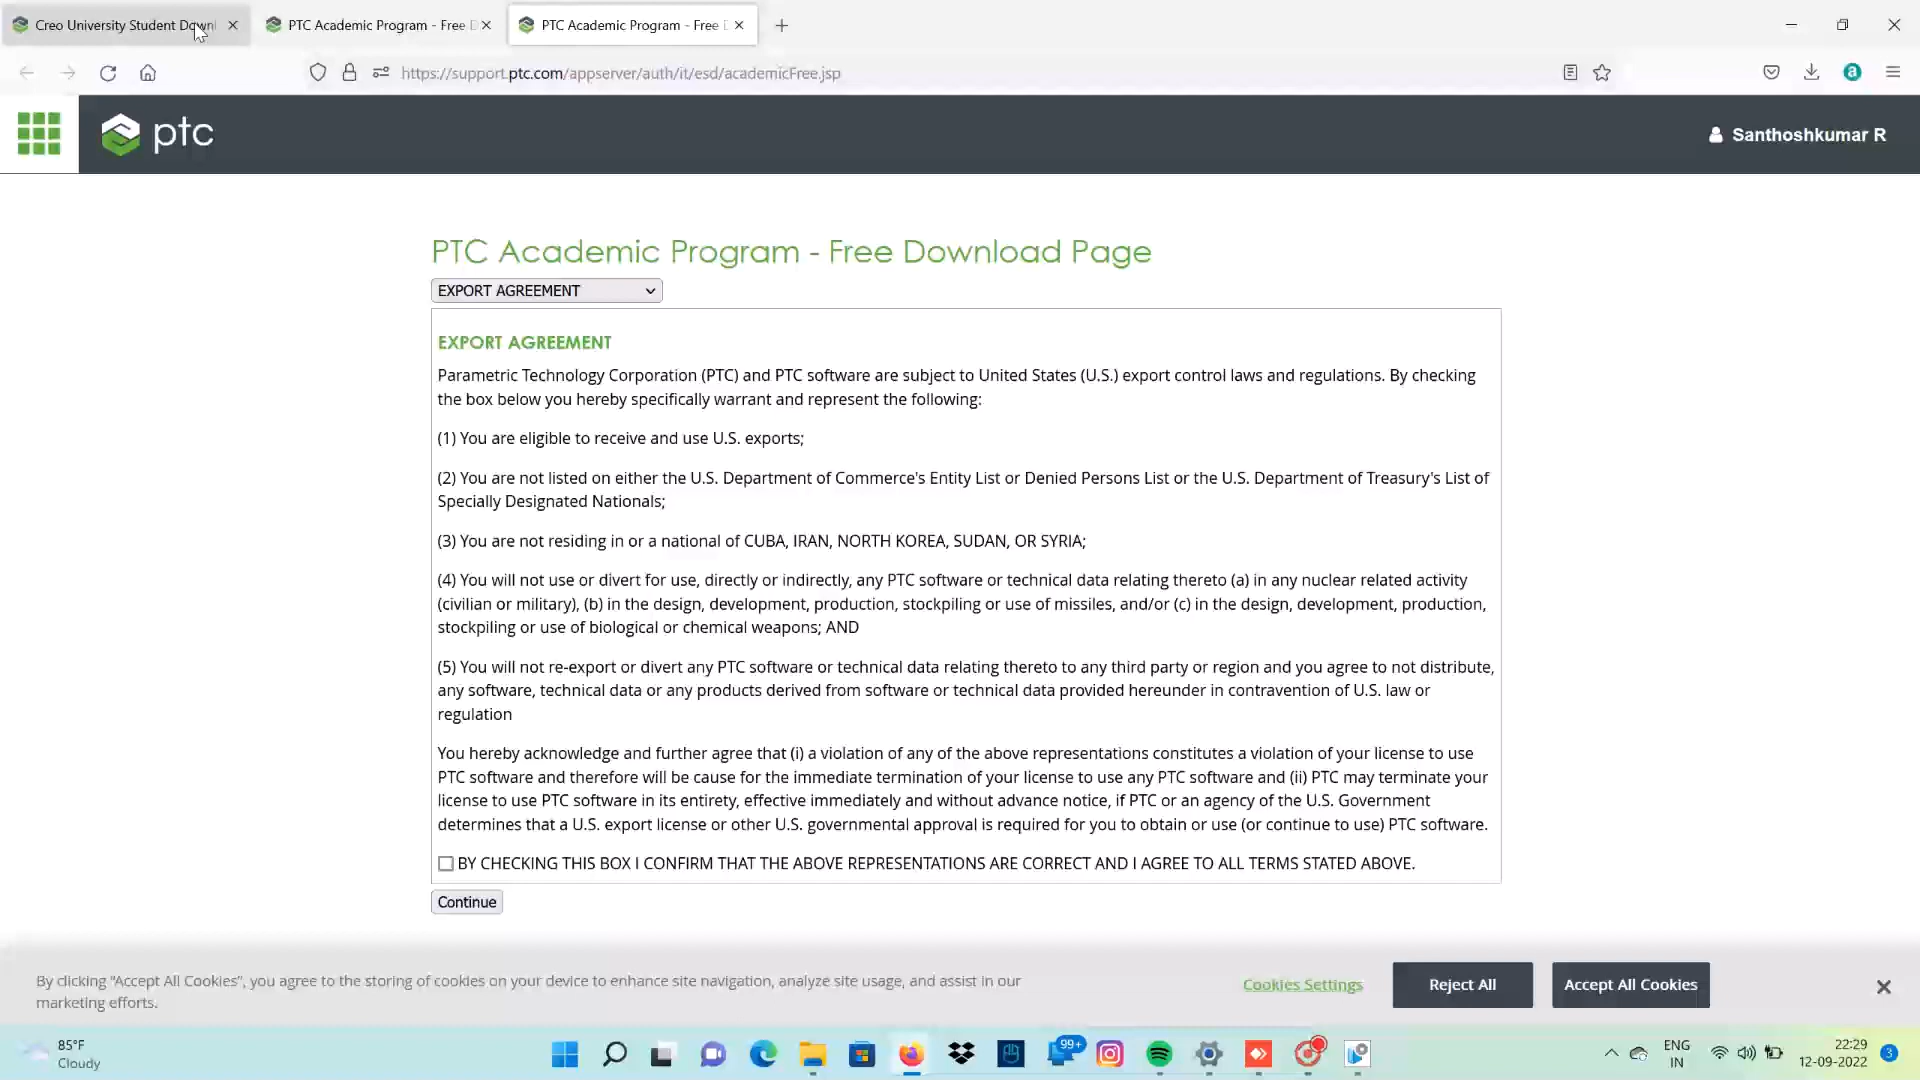 Creo University Student Downl
PTC Academic Program - Free D
PTC Academic Program - Free D
https://support.ptc.com/appserver/auth/it/esd/academicFree.jsp
a
ptc
Santhoshkumar R
PTC Academic Program - Free Download Page
EXPORT AGREEMENT
EXPORT AGREEMENT
Parametric Technology Corporation (PTC) and PTC software are subject to United States (U.S.) export control laws and regulations. By checking
the box below you hereby specifically warrant and represent the following:
(1) You are eligible to receive and use U.S. exports;
(2) You are not listed on either the U.S. Department of Commerce's Entity List or Denied Persons List or the U.S. Department of Treasury's List of
Specially Designated Nationals;
(3) You are not residing in or a national of CUBA, IRAN, NORTH KOREA, SUDAN, OR SYRIA;
(4) You will not use or divert for use, directly or indirectly, any PTC software or technical data relating thereto (a) in any nuclear related activity
(civilian or military), (b) in the design, development, production, stockpiling or use of missiles, and/or (c) in the design, development, production,
stockpiling or use of biological or chemical weapons; AND
(5) You will not re-export or divert any PTC software or technical data relating thereto to any third party or region and you agree to not distribute,
any software, technical data or any products derived from software or technical data provided hereunder in contravention of U.S. law or
regulation
You hereby acknowledge and further agree that (i) a violation of any of the above representations constitutes a violation of your license to use
PTC software and therefore will be cause for the immediate termination of your license to use any PTC software and (ii) PTC may terminate your
license to use PTC software in its entirety, effective immediately and without advance notice, if PTC or an agency of the U.S. Government
determines that a U.S. export license or other U.S. governmental approval is required for you to obtain or use (or continue to use) PTC software.
BY CHECKING THIS BOX I CONFIRM THAT THE ABOVE REPRESENTATIONS ARE CORRECT AND I AGREE TO ALL TERMS STATED ABOVE.
Continue
By clicking “Accept All Cookies”, you agree to the storing of cookies on your device to enhance site navigation, analyze site usage, and assist in our
marketing efforts.
Cookies Settings
Reject All
Accept All Cookies
85°F
Cloudy
99+
ENG
IN
22:29
12-09-2022
3